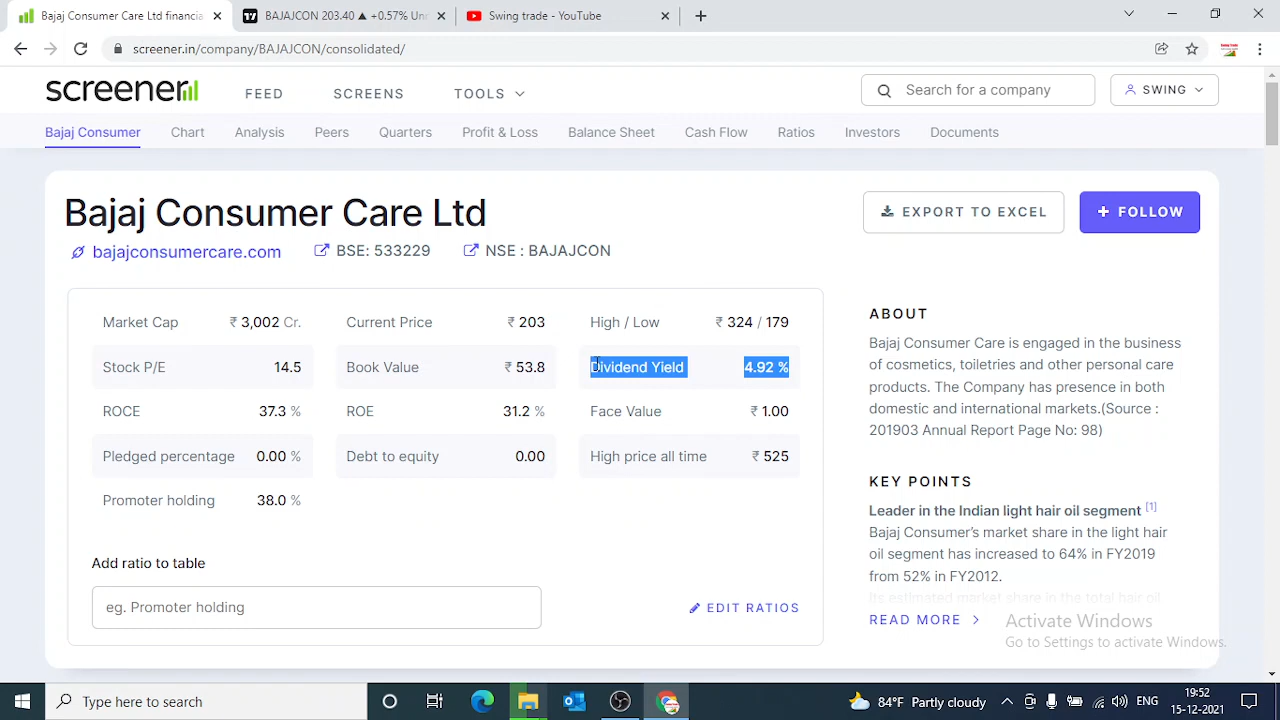 Bajaj Consumer Care Ltd financia
BAJAJCON 203.40 ▲ +0.57% Unr
Swing trade - YouTube
screener.in/company/BAJAJCON/consolidated/
screener
FEED
SCREENS
TOOLS
Search for a company
SWING
Bajaj Consumer
Chart
Analysis
Peers
Quarters
Profit & Loss
Balance Sheet
Cash Flow
Ratios
Investors
Documents
Bajaj Consumer Care Ltd
EXPORT TO EXCEL
+ FOLLOW
bajajconsumercare.com
BSE: 533229
NSE : BAJAJCON
Market Cap ₹ 3,002 Cr.
Current Price ₹ 203
High / Low ₹ 324 / 179
Stock P/E 14.5
Book Value ₹ 53.8
Dividend Yield 4.92 %
ROCE 37.3 %
ROE 31.2 %
Face Value ₹ 1.00
Pledged percentage 0.00 %
Debt to equity 0.00
High price all time ₹ 525
Promoter holding 38.0 %
Add ratio to table
eg. Promoter holding
EDIT RATIOS
ABOUT
Bajaj Consumer Care is engaged in the business
of cosmetics, toiletries and other personal care
products. The Company has presence in both
domestic and international markets.(Source :
201903 Annual Report Page No: 98)
KEY POINTS
Leader in the Indian light hair oil segment [1]
Bajaj Consumer's market share in the light hair
oil segment has increased to 64% in FY2019
from 52% in FY2012.
Its estimated market share in the total hair oil
READ MORE
Activate Windows
Go to Settings to activate Windows.
Type here to search
84°F Partly cloudy
ENG
19:52
15-12-2021